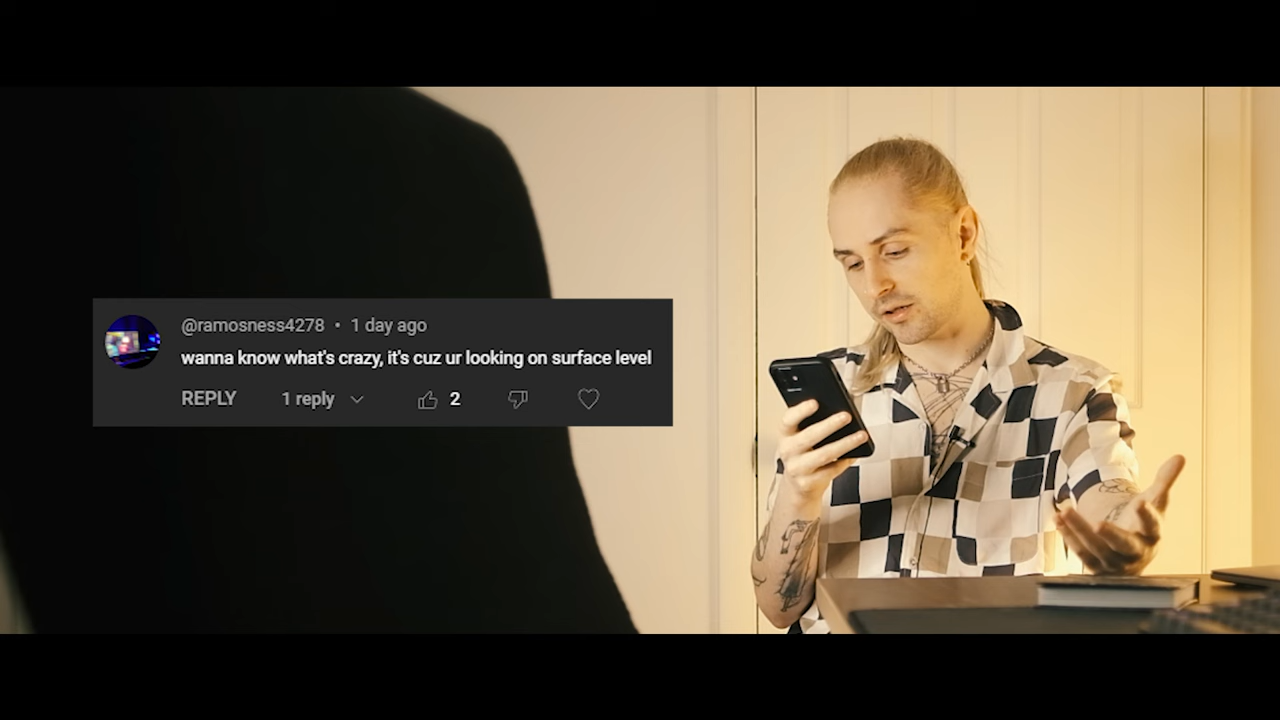 @ramosness4278 • 1 day ago
wanna know what's crazy, it's cuz ur looking on surface level
REPLY 1 reply 2